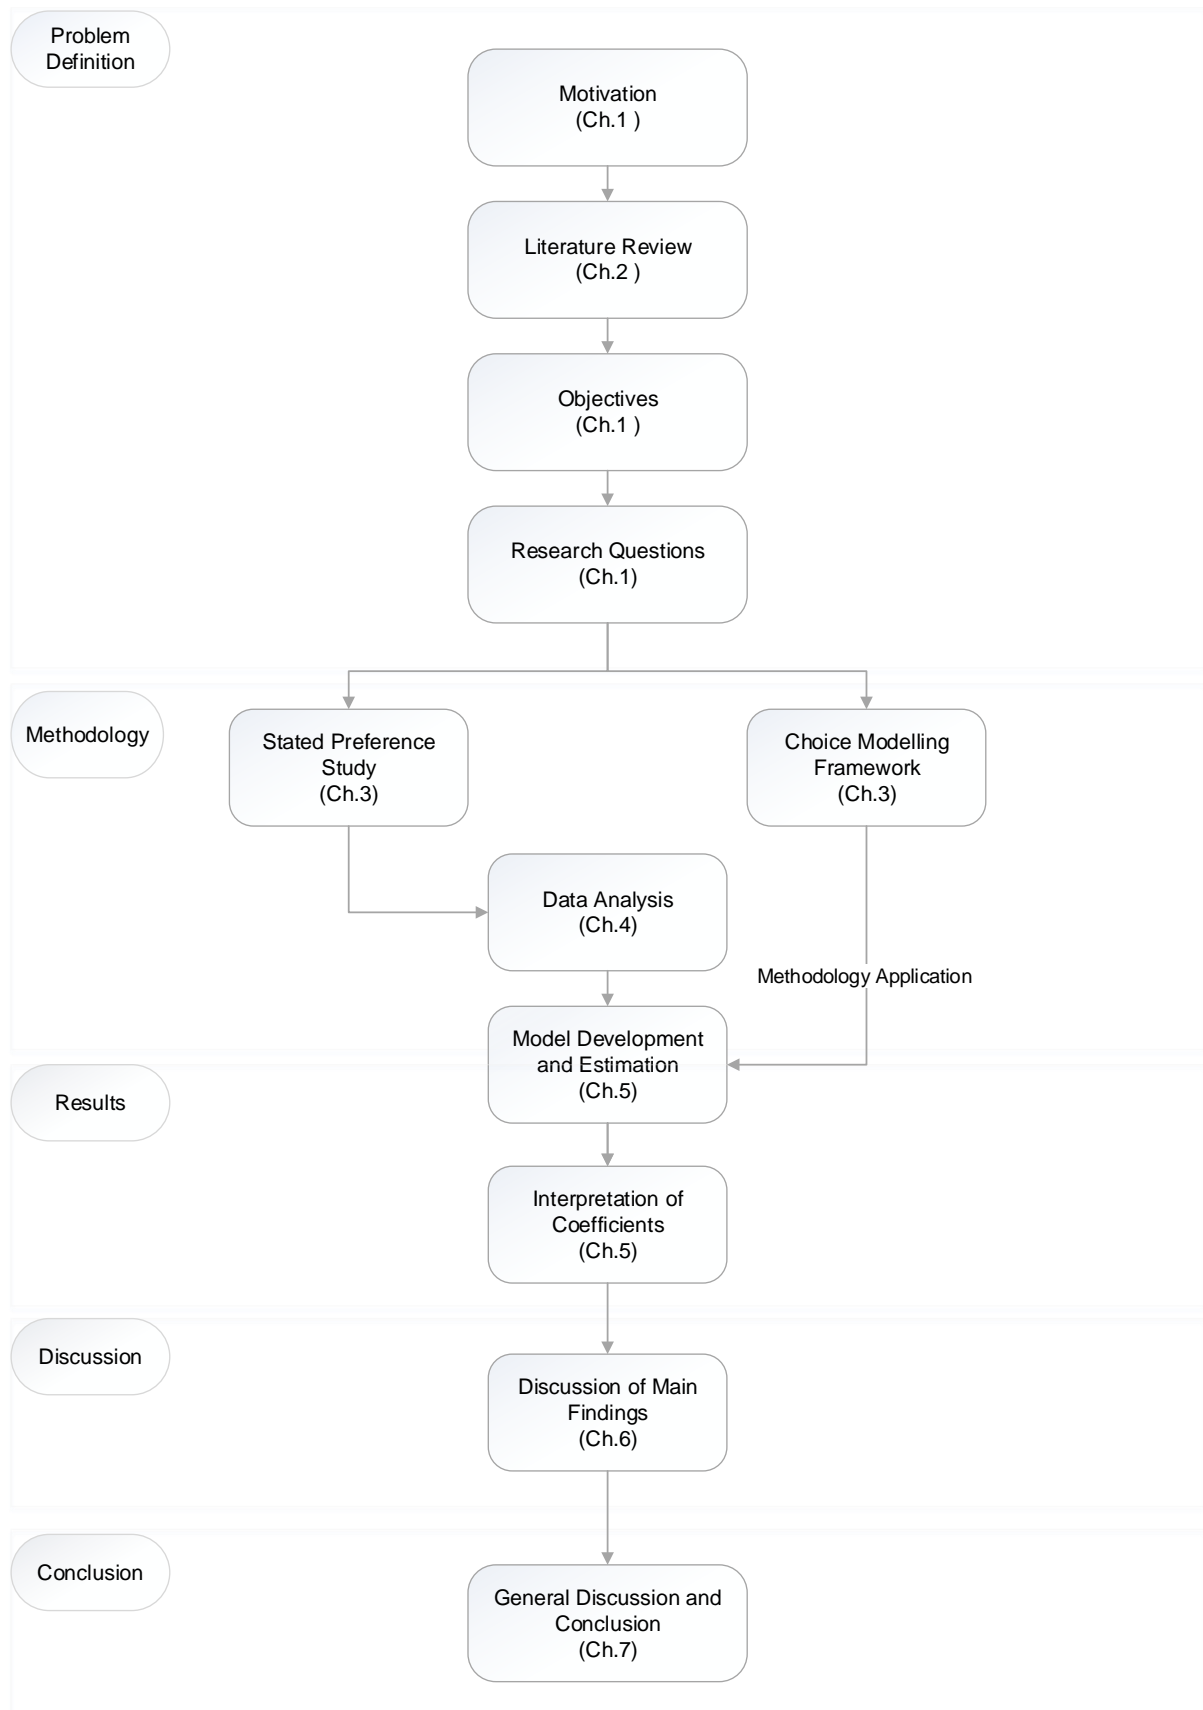 Problem
Definition
Motivation
(Ch.1 )
Literature Review
(Ch.2 )
Objectives
(Ch.1 )
Research Questions
(Ch.1)
Methodology
Stated Preference
Study
(Ch.3)
Choice Modelling
Framework
(Ch.3)
Data Analysis
(Ch.4)
Methodology Application
Model Development
and Estimation
(Ch.5)
Results
Interpretation of
Coefficients
(Ch.5)
Discussion
Discussion of Main
Findings
(Ch.6)
Conclusion
General Discussion and
Conclusion
(Ch.7)